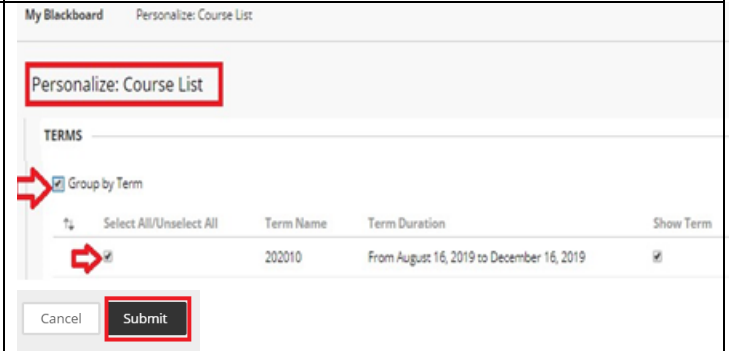 My Blackboard Personalize: Course List
Personalize: Course List
TERMS
Group by Term
Select All/Unselect All Term Name Term Duration Show Term
202010 From August 16, 2019 to December 16, 2019
Cancel Submit